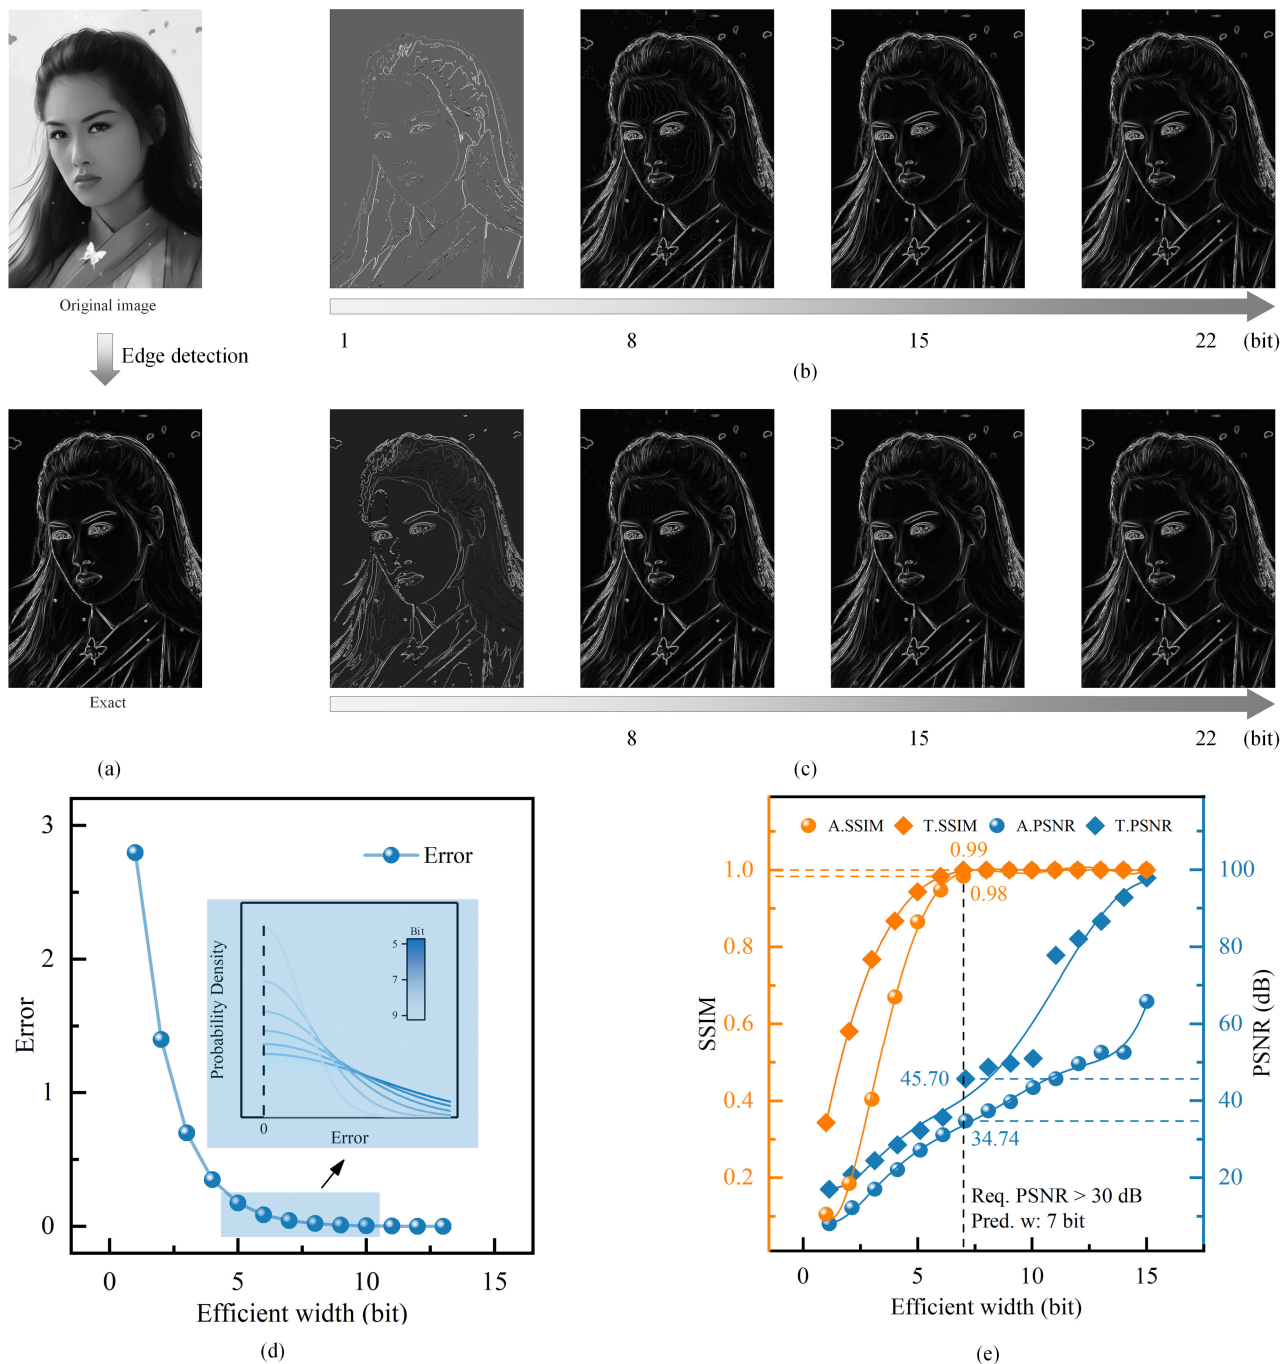 Original image
Edge detection
Exact
(a)
1 8 15 22 (bit)
(b)
8 15 22 (bit)
(c)
3
2
1
0
Error
Error
Probability Density
Bit
5
7
9
0
Error
0 5 10 15
Efficient width (bit)
(d)
A.SSIM T.SSIM A.PSNR T.PSNR
0.99
0.98
1.0
0.8
0.6
0.4
0.2
SSIM
45.70
34.74
Req. PSNR > 30 dB
Pred. w: 7 bit
100
80
60
40
20
PSNR (dB)
0 5 10 15
Efficient width (bit)
(e)